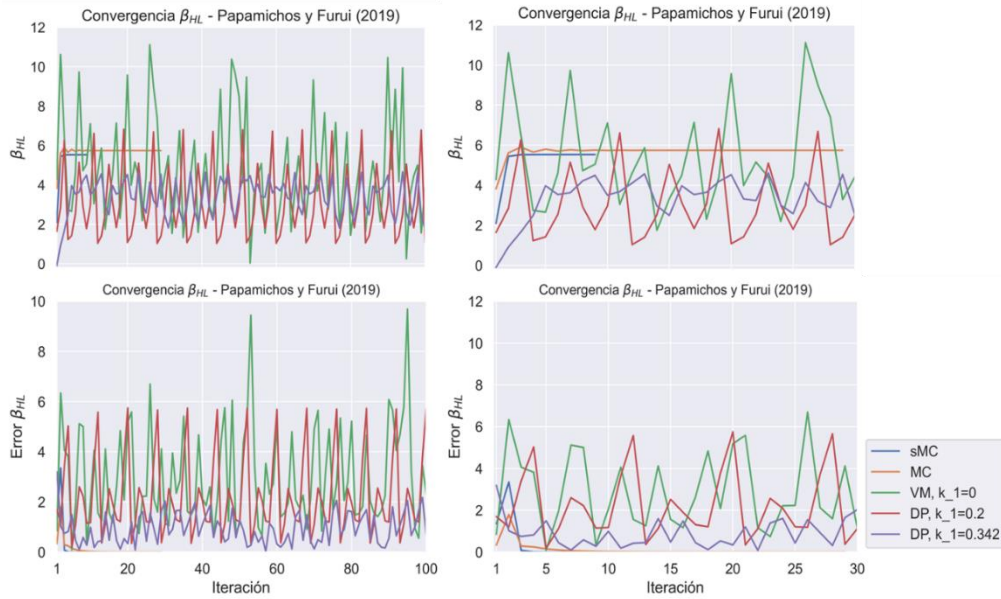 Convergencia β_HL - Papamichos y Furui (2019)
12
10
8
6
4
2
0
β_HL
Convergencia β_HL - Papamichos y Furui (2019)
12
10
8
6
4
2
0
β_HL
Convergencia β_HL - Papamichos y Furui (2019)
10
8
6
4
2
0
Error β_HL
1 20 40 60 80 100
Iteración
Convergencia β_HL - Papamichos y Furui (2019)
12
10
8
6
4
2
0
Error β_HL
1 5 10 15 20 25 30
Iteración
sMC
MC
VM, k_1=0
DP, k_1=0.2
DP, k_1=0.342